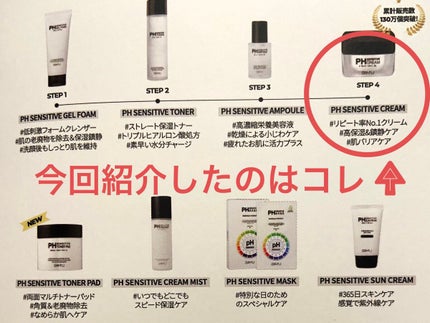 累計販売数
130万個突破!
STEP 1
STEP 2
STEP 3
STEP 4
PH SENSITIVE GEL FOAM
#低刺激フォームクレンザー
#肌の老廃物を除去&保湿鎮静
#洗顔後もしっとり肌を維持
PH SENSITIVE TONER
#ストレート保湿トナー
#トリプルヒアルロン酸処方
#素早い水分チャージ
PH SENSITIVE AMPOULE
#高濃縮栄養美容液
#乾燥による小じわケア
#疲れたお肌に活力プラス
PH SENSITIVE CREAM
#リピート率No.1クリーム
#高保湿&鎮静ケア
#肌バリアケア
今回紹介したのはコレ
NEW
PH SENSITIVE TONER PAD
#両面マルチトナーパッド
#角質&老廃物除去
#なめらか肌へケア
PH SENSITIVE CREAM MIST
#いつでもどこでも
スピード保湿ケア
PH SENSITIVE MASK
#特別な日のため
のスペシャルケア
PH SENSITIVE SUN CREAM
#365日スキンケア
感覚で紫外線ケア